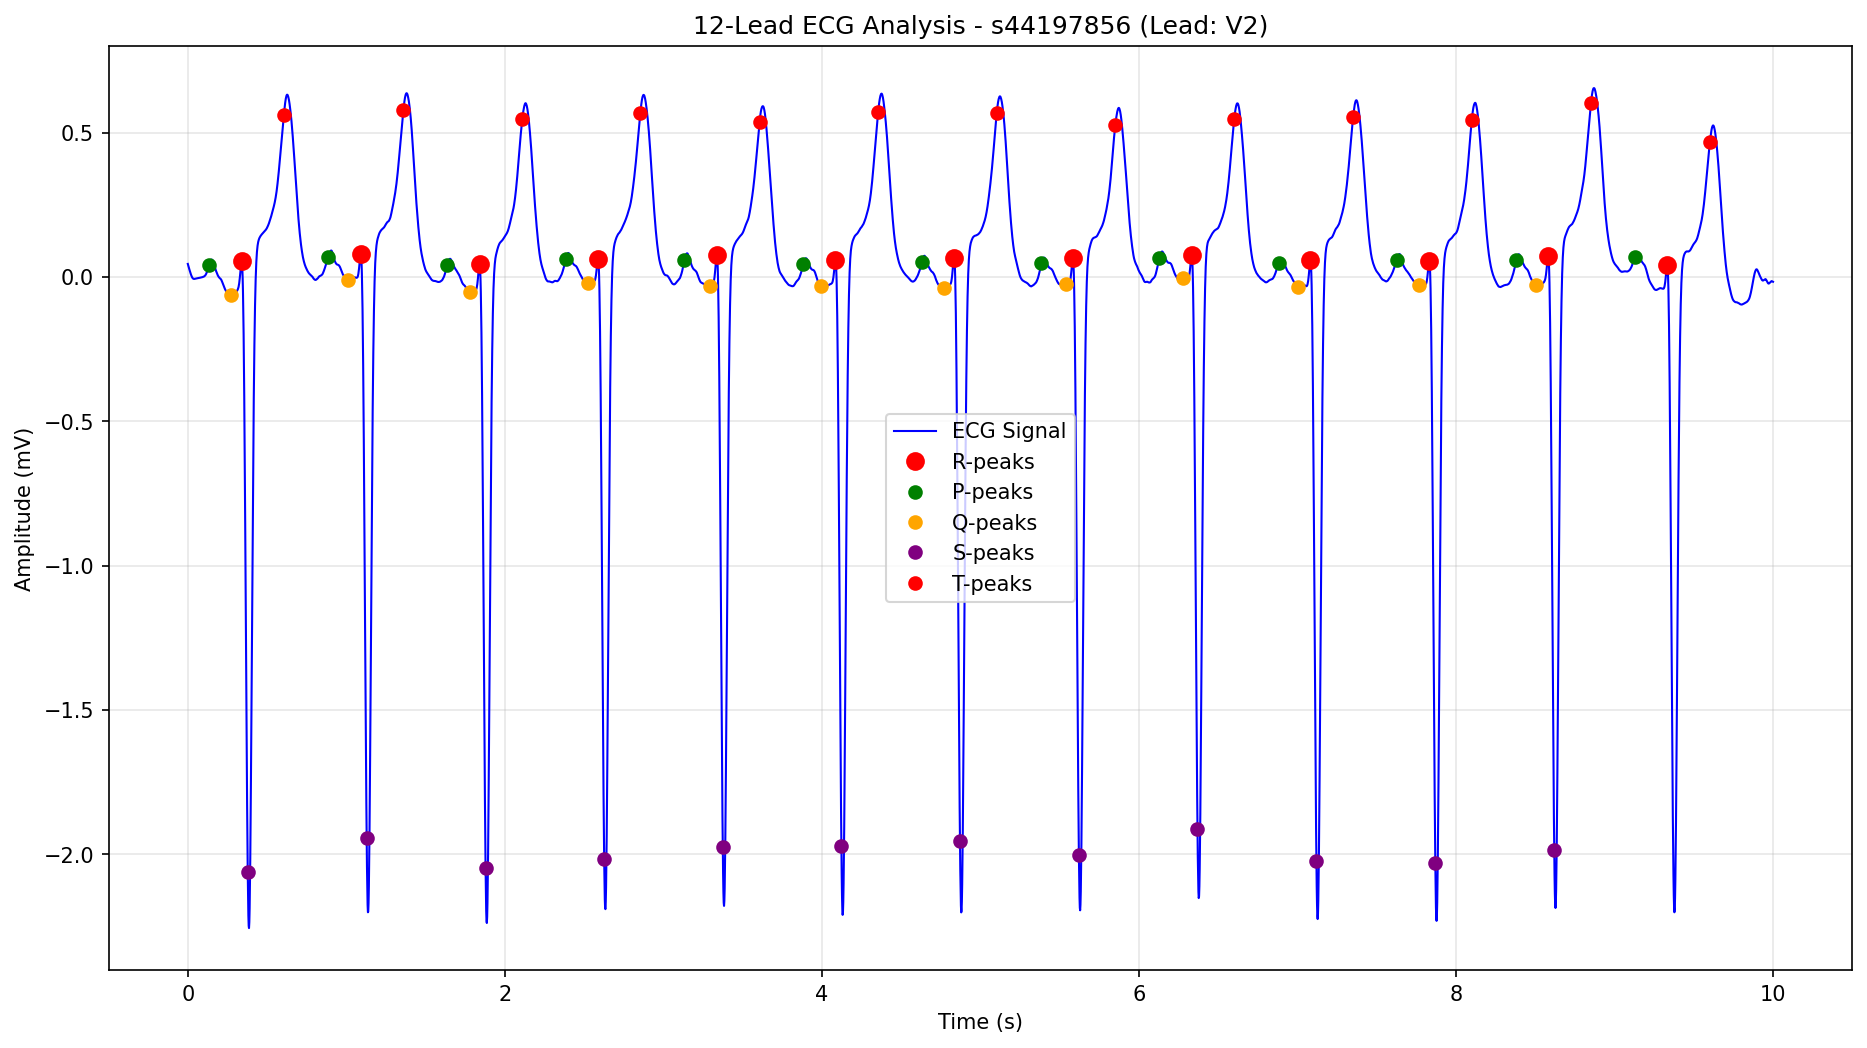 12-Lead ECG Analysis - s44197856 (Lead: V2)
Amplitude (mV)
0.5
0.0
−0.5
−1.0
−1.5
−2.0
ECG Signal
R-peaks
P-peaks
Q-peaks
S-peaks
T-peaks
0 2 4 6 8 10
Time (s)